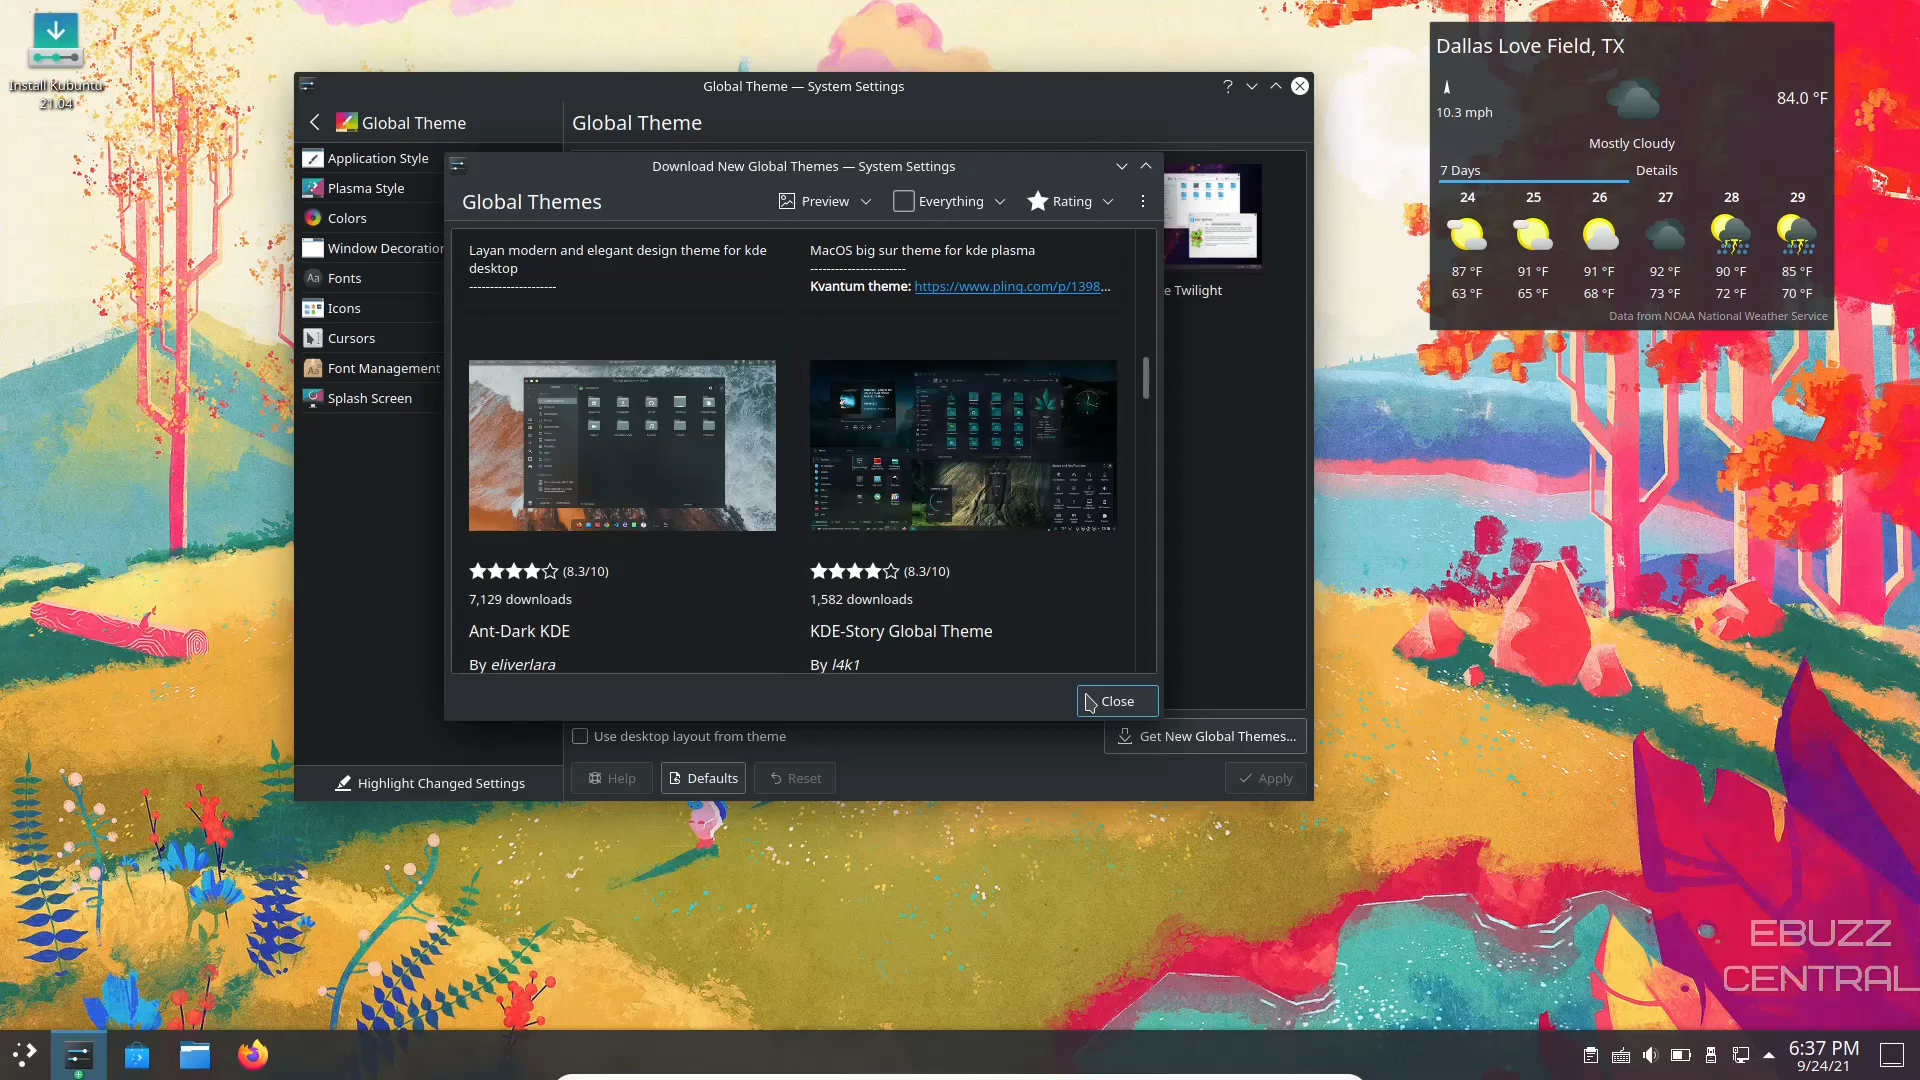 Install Kubuntu
21.04
Global Theme — System Settings
Global Theme
Application Style
Plasma Style
Colors
Window Decoration
Fonts
Icons
Cursors
Font Management
Splash Screen
Highlight Changed Settings
Global Theme
e Twilight
Use desktop layout from theme
Get New Global Themes...
Help
Defaults
Reset
Apply
Download New Global Themes — System Settings
Global Themes
Preview
Everything
Rating
Layan modern and elegant design theme for kde
desktop
---------------------
MacOS big sur theme for kde plasma
-----------------------
Kvantum theme: https://www.pling.com/p/1398...
(8.3/10)
7,129 downloads
Ant-Dark KDE
By eliverlara
(8.3/10)
1,582 downloads
KDE-Story Global Theme
By l4k1
Close
Dallas Love Field, TX
10.3 mph
84.0 °F
Mostly Cloudy
7 Days Details
24 25 26 27 28 29
87 °F 91 °F 91 °F 92 °F 90 °F 85 °F
63 °F 65 °F 68 °F 73 °F 72 °F 70 °F
Data from NOAA National Weather Service
EBUZZ
CENTRAL
6:37 PM
9/24/21